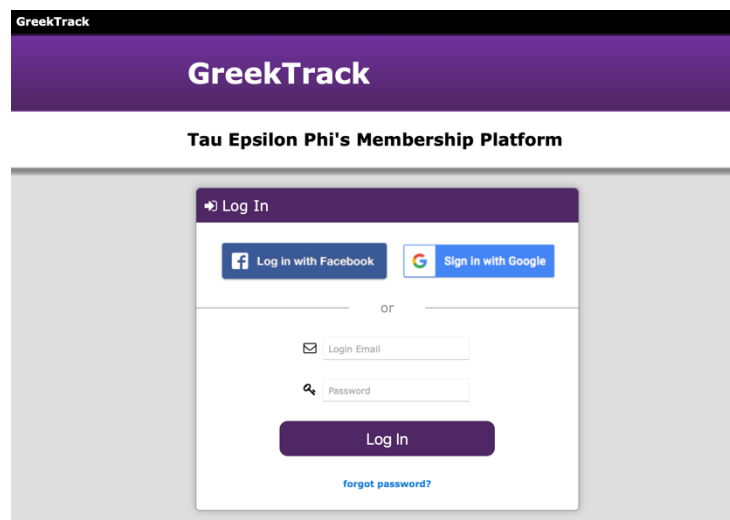 GreekTrack
GreekTrack
Tau Epsilon Phi's Membership Platform
Log In
Log in with Facebook
Sign in with Google
or
Login Email
Password
Log In
forgot password?